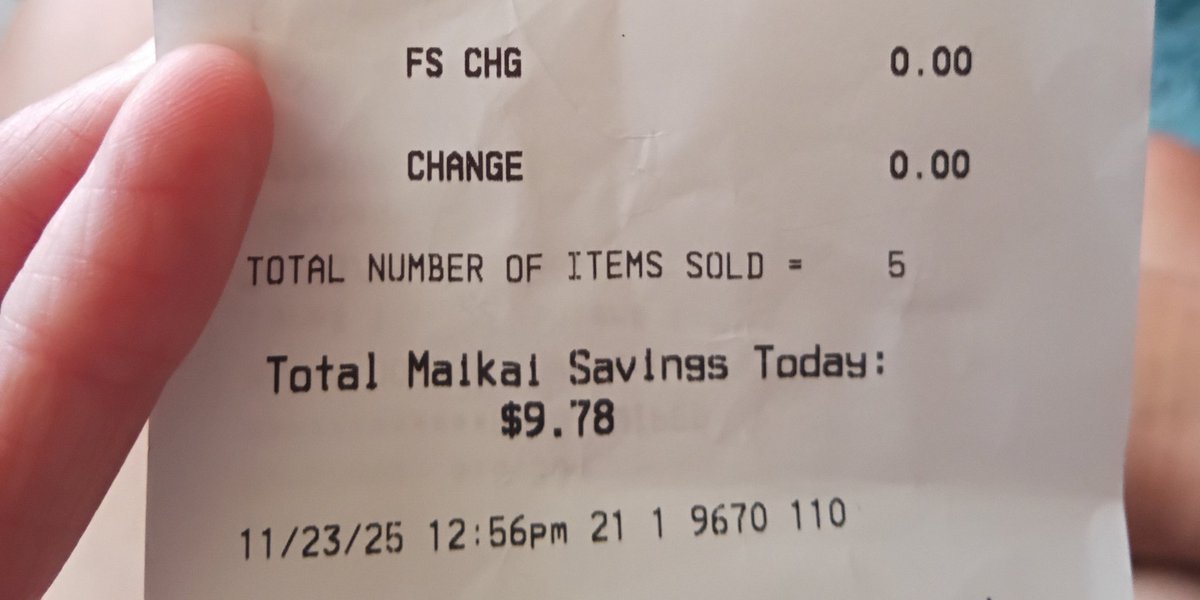 FS CHG 0.00
CHANGE 0.00
TOTAL NUMBER OF ITEMS SOLD = 5
Total Maikai Savings Today:
$9.78
11/23/25 12:56pm 21 1 9670 110